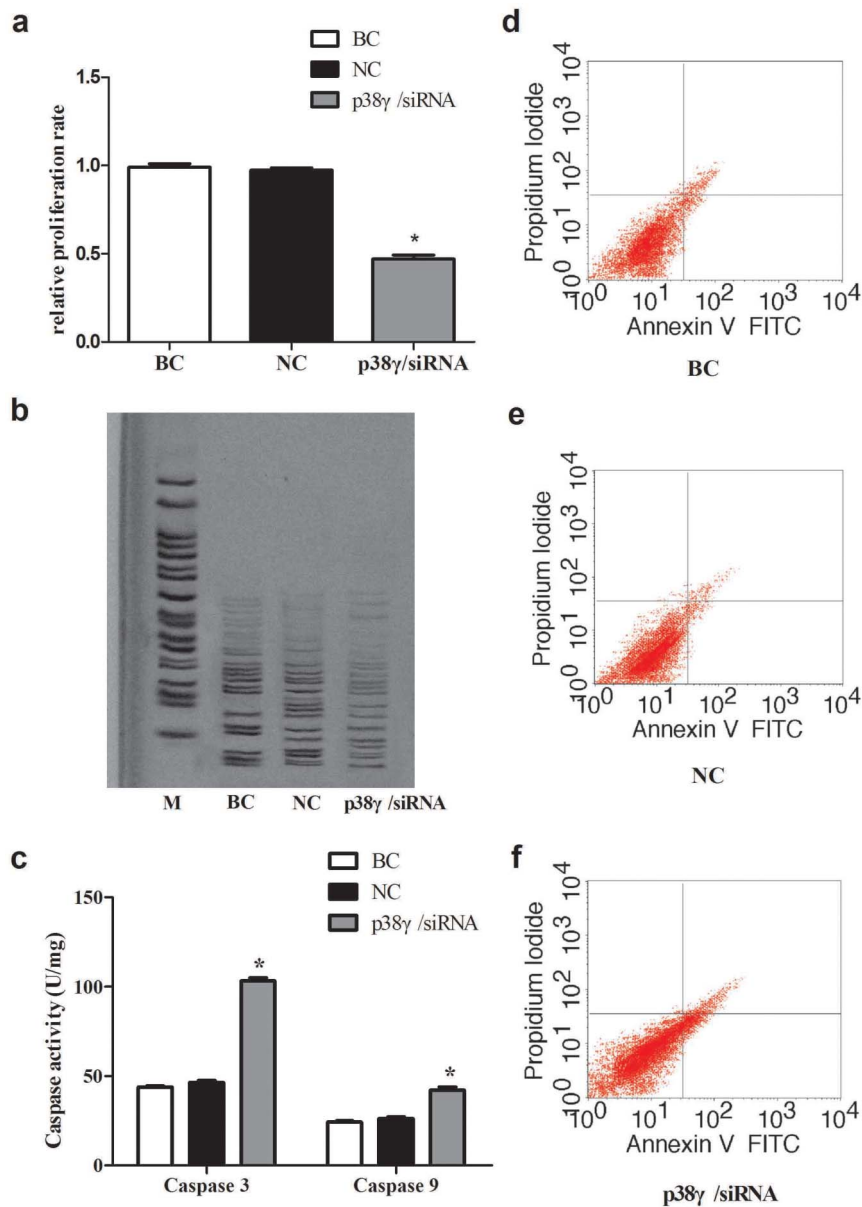 a
BC
NC
p38γ /siRNA
relative proliferation rate
1.5
1.0
0.5
0.0
BC NC p38γ/siRNA
*
b
M BC NC p38γ /siRNA
c
BC
NC
p38γ /siRNA
Caspase activity (U/mg)
150
100
50
0
*
*
Caspase 3 Caspase 9
d
Propidium Iodide
10^4
10^3
10^2
10^1
10^0
10^0 10^1 10^2 10^3 10^4
Annexin V FITC
BC
e
Propidium Iodide
10^4
10^3
10^2
10^1
10^0
10^0 10^1 10^2 10^3 10^4
Annexin V FITC
NC
f
Propidium Iodide
10^4
10^3
10^2
10^1
10^0
10^0 10^1 10^2 10^3 10^4
Annexin V FITC
p38γ /siRNA